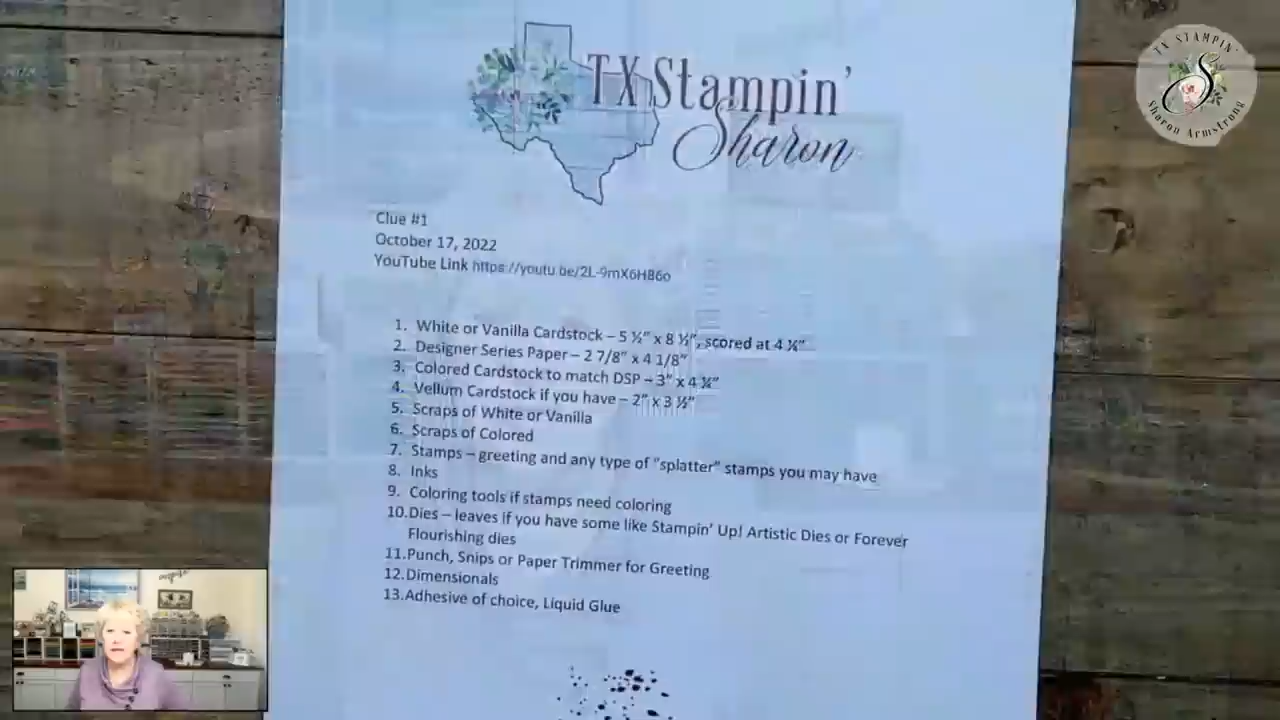 TX Stampin'
Sharon
TX STAMPIN'
S
Sharon Armstrong
Clue #1
October 17, 2022
YouTube Link https://youtu.be/2L-9mX6H86o
1. White or Vanilla Cardstock – 5 ½” x 8 ½”, scored at 4 ¼”
2. Designer Series Paper – 2 7/8” x 4 1/8”
3. Colored Cardstock to match DSP – 3” x 4 ¼”
4. Vellum Cardstock if you have – 2” x 3 ½”
5. Scraps of White or Vanilla
6. Scraps of Colored
7. Stamps – greeting and any type of “splatter” stamps you may have
8. Inks
9. Coloring tools if stamps need coloring
10.Dies – leaves if you have some like Stampin’ Up! Artistic Dies or Forever
Flourishing dies
11.Punch, Snips or Paper Trimmer for Greeting
12.Dimensionals
13.Adhesive of choice, Liquid Glue